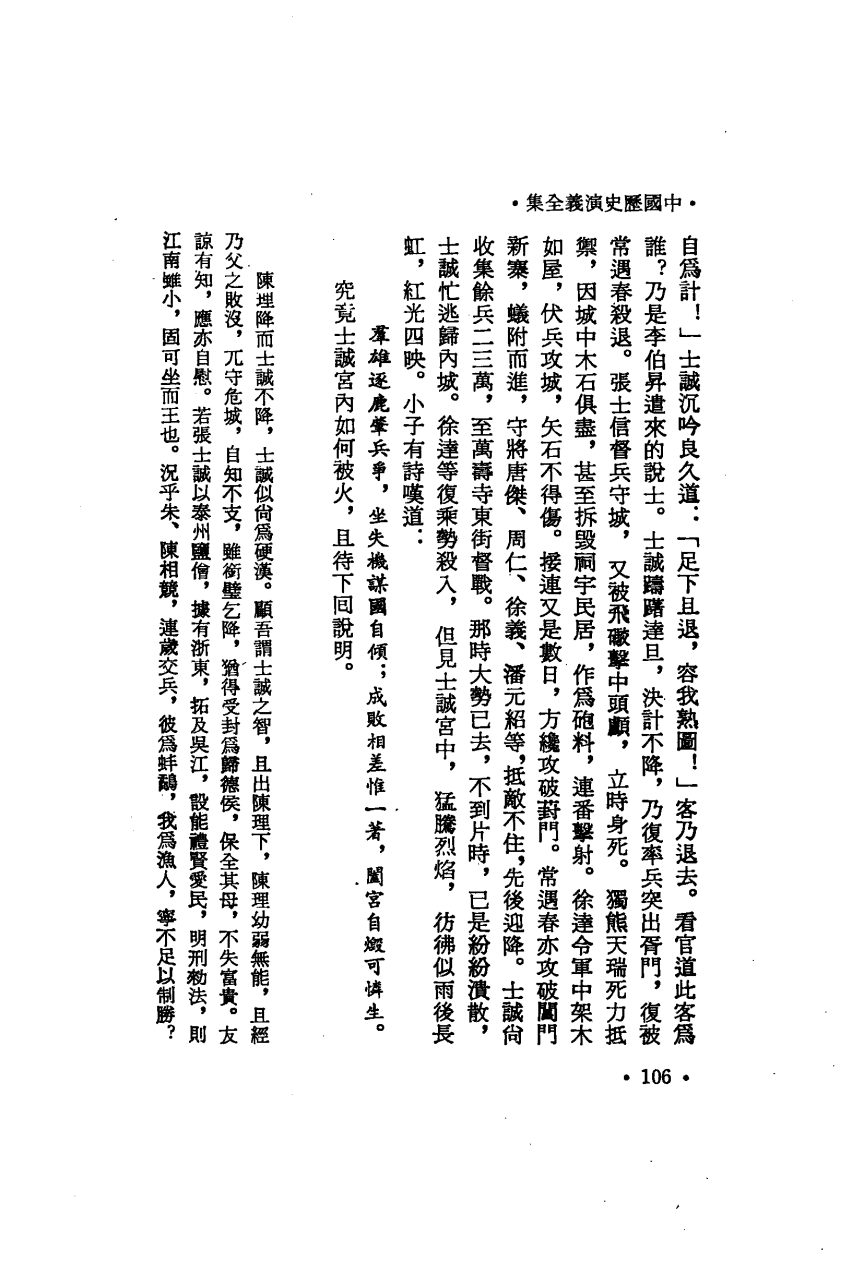 •中國歷史演義全集•
自爲計！」士誠沉吟良久道：「足下且退，容我熟圖！」客乃退去。看官道此客爲
誰？乃是李伯昇遣來的說士。士誠躊躇達旦，決計不降，乃復率兵突出胥門，復被
常遇春殺退。張士信督兵守城，又被飛礮擊中頭顱，立時身死。獨熊天瑞死力抵
禦，因城中木石俱盡，甚至拆毀祠宇民居，作爲砲料，連番擊射。徐達令軍中架木
如屋，伏兵攻城，矢石不得傷。接連又是數日，方纔攻破葑門。常遇春亦攻破閶門
新寨，蟻附而進，守將唐傑、周仁、徐義、潘元紹等，抵敵不住，先後迎降。士誠尙
收集餘兵二三萬，至萬壽寺東街督戰。那時大勢已去，不到片時，已是紛紛潰散，
士誠忙逃歸內城。徐達等復乘勢殺入，但見士誠宮中，猛騰烈焰，彷彿似雨後長
虹，紅光四映。小子有詩嘆道：
羣雄逐鹿肇兵爭，坐失機謀國自傾；成敗相差惟一著，闔宮自燬可憐生。
究竟士誠宮內如何被火，且待下回說明。
陳理降而士誠不降，士誠似尙爲硬漢。顧吾謂士誠之智，且出陳理下，陳理幼弱無能，且經
乃父之敗沒，兀守危城，自知不支，雖銜璧乞降，猶得受封爲歸德侯，保全其母，不失富貴。友
諒有知，應亦自慰。若張士誠以泰州鹽儈，據有浙東，拓及吳江，設能禮賢愛民，明刑勑法，則
江南雖小，固可坐而王也。況乎朱、陳相競，連歲交兵，彼爲蚌鷸，我爲漁人，寧不足以制勝？
•106•